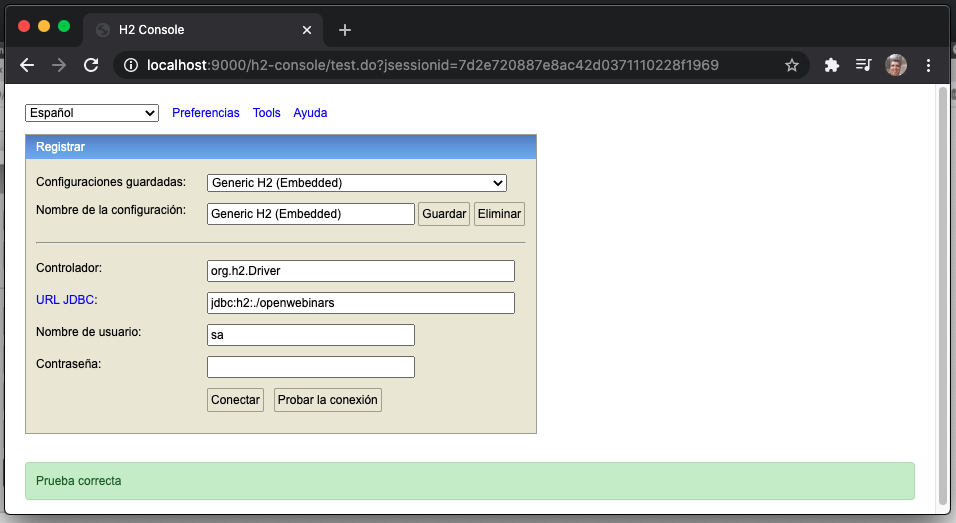 H2 Console
localhost:9000/h2-console/test.do?jsessionid=7d2e720887e8ac42d0371110228f1969
Español Preferencias Tools Ayuda
Registrar
Configuraciones guardadas: Generic H2 (Embedded)
Nombre de la configuración: Generic H2 (Embedded) Guardar Eliminar
Controlador: org.h2.Driver
URL JDBC: jdbc:h2:./openwebinars
Nombre de usuario: sa
Contraseña:
Conectar Probar la conexión
Prueba correcta